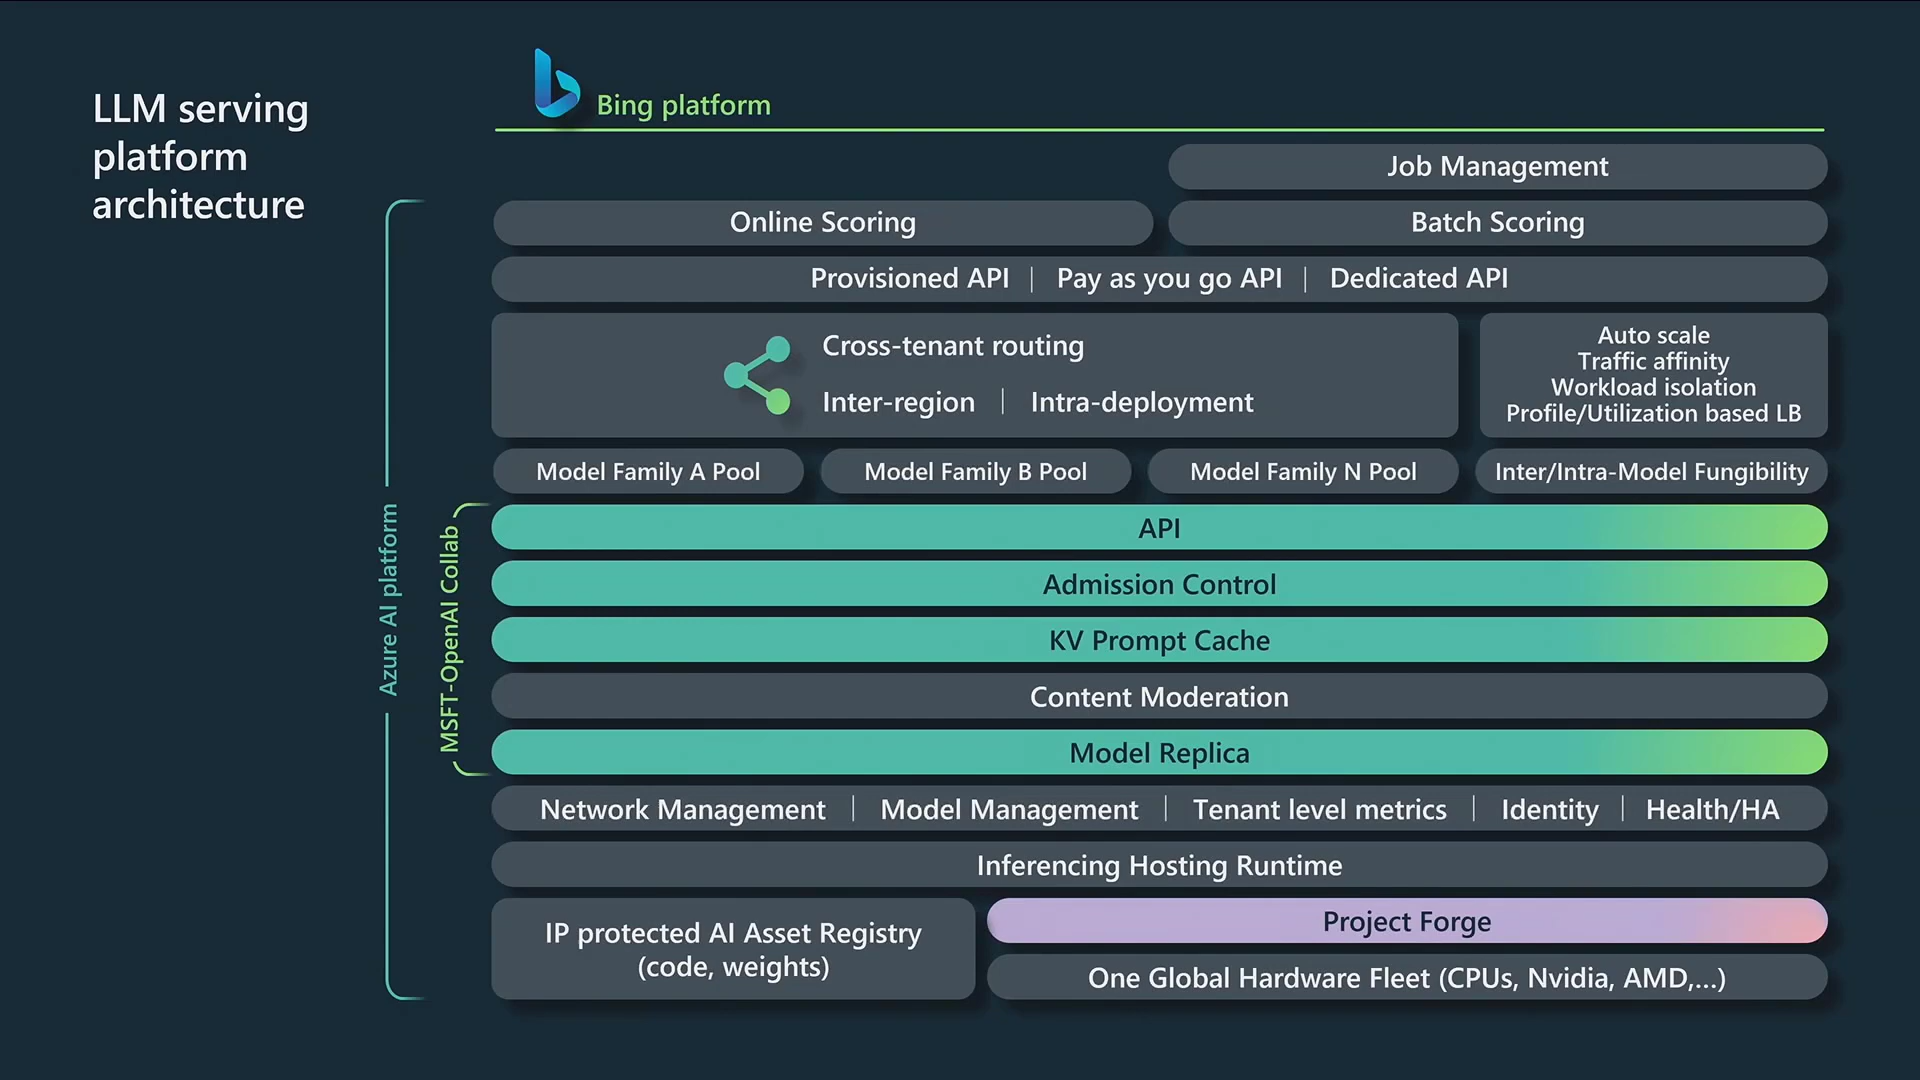 LLM serving
platform
architecture
Bing platform
Job Management
Online Scoring
Batch Scoring
Provisioned API | Pay as you go API | Dedicated API
Cross-tenant routing
Inter-region | Intra-deployment
Auto scale
Traffic affinity
Workload isolation
Profile/Utilization based LB
Model Family A Pool
Model Family B Pool
Model Family N Pool
Inter/Intra-Model Fungibility
Azure AI platform
MSFT-OpenAI Collab
API
Admission Control
KV Prompt Cache
Content Moderation
Model Replica
Network Management | Model Management | Tenant level metrics | Identity | Health/HA
Inferencing Hosting Runtime
IP protected AI Asset Registry
(code, weights)
Project Forge
One Global Hardware Fleet (CPUs, Nvidia, AMD,...)